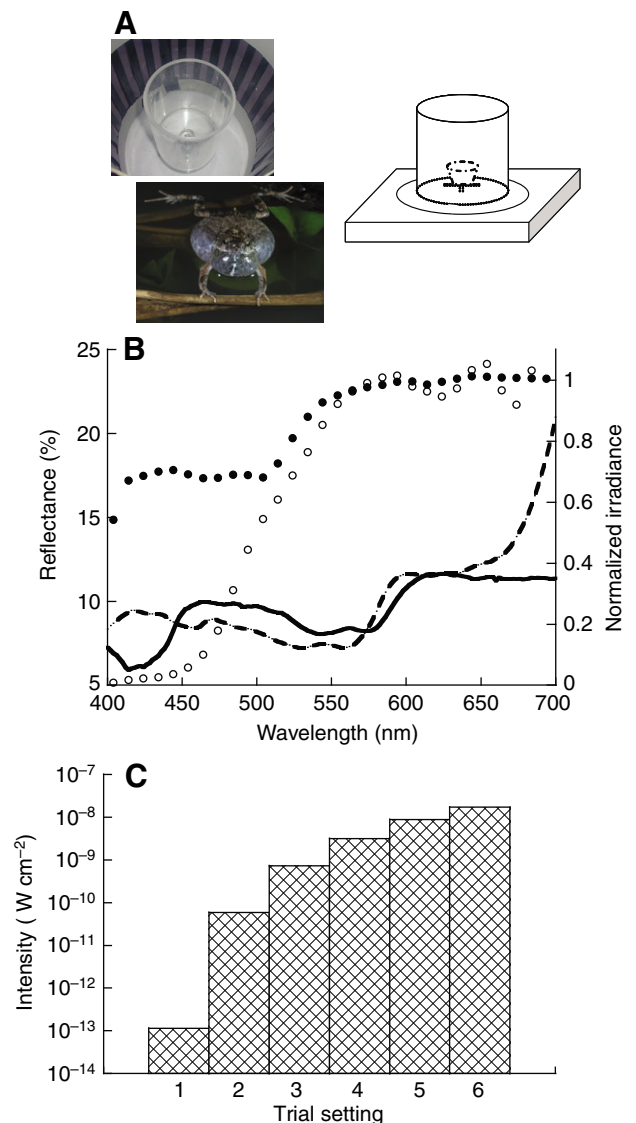 A
B
25
20
15
10
5
Reflectance (%)
1
0.8
0.6
0.4
0.2
0
Normalized irradiance
400 450 500 550 600 650 700
Wavelength (nm)
C
10⁻⁷
10⁻⁸
10⁻⁹
10⁻¹⁰
10⁻¹¹
10⁻¹²
10⁻¹³
10⁻¹⁴
Intensity ( W cm⁻²)
1 2 3 4 5 6
Trial setting